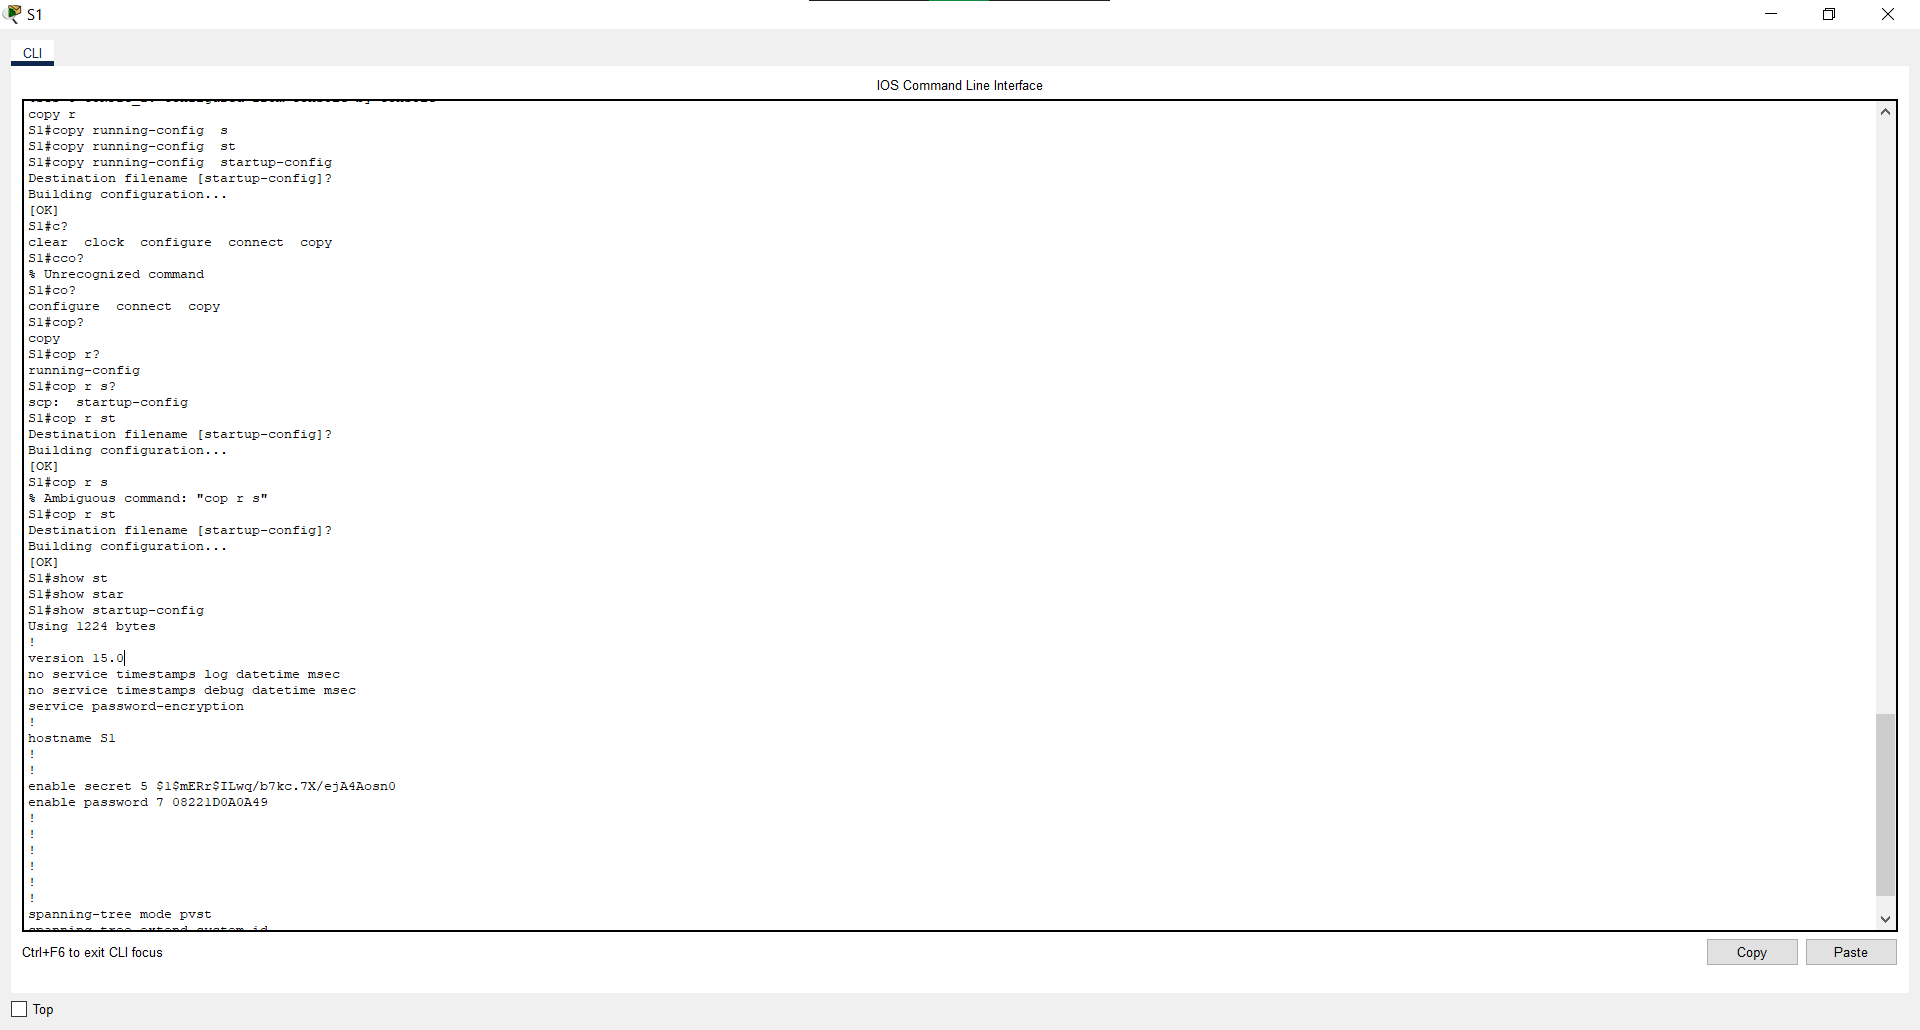 S1
CLI
IOS Command Line Interface
copy r
S1#copy running-config  s
S1#copy running-config  st
S1#copy running-config  startup-config
Destination filename [startup-config]?
Building configuration...
[OK]
S1#c?
clear  clock  configure  connect  copy
S1#cco?
% Unrecognized command
S1#co?
configure  connect  copy
S1#cop?
copy
S1#cop r?
running-config
S1#cop r s?
scp:  startup-config
S1#cop r st
Destination filename [startup-config]?
Building configuration...
[OK]
S1#cop r s
% Ambiguous command: "cop r s"
S1#cop r st
Destination filename [startup-config]?
Building configuration...
[OK]
S1#show st
S1#show star
S1#show startup-config
Using 1224 bytes
!
version 15.0
no service timestamps log datetime msec
no service timestamps debug datetime msec
service password-encryption
!
hostname S1
!
!
enable secret 5 $1$mERr$ILwq/b7kc.7X/ejA4Aosn0
enable password 7 08221D0A0A49
!
!
!
!
!
!
spanning-tree mode pvst
spanning-tree extend system-id
Ctrl+F6 to exit CLI focus
Copy
Paste
Top